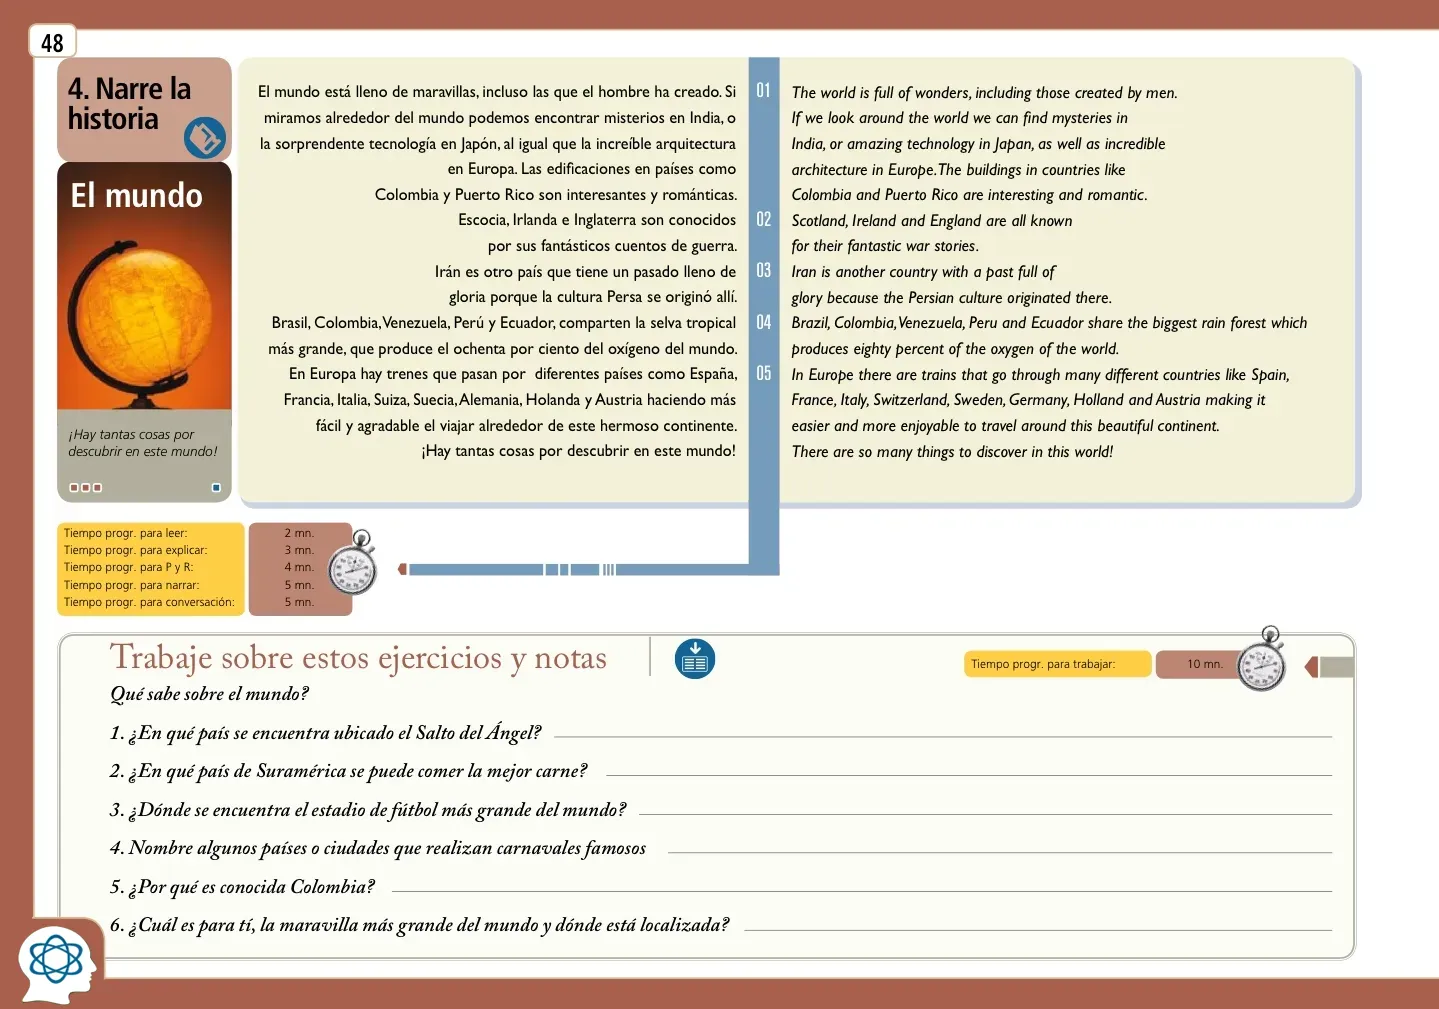 48
4. Narre la
historia
El mundo
¡Hay tantas cosas por
descubrir en este mundo!
El mundo está lleno de maravillas, incluso las que el hombre ha creado. Si
miramos alrededor del mundo podemos encontrar misterios en India, o
la sorprendente tecnología en Japón, al igual que la increíble arquitectura
en Europa. Las edificaciones en países como
Colombia y Puerto Rico son interesantes y románticas.
Escocia, Irlanda e Inglaterra son conocidos
por sus fantásticos cuentos de guerra.
Irán es otro país que tiene un pasado lleno de
gloria porque la cultura Persa se originó allí.
Brasil, Colombia, Venezuela, Perú y Ecuador, comparten la selva tropical
más grande, que produce el ochenta por ciento del oxígeno del mundo.
En Europa hay trenes que pasan por diferentes países como España,
Francia, Italia, Suiza, Suecia, Alemania, Holanda y Austria haciendo más
fácil y agradable el viajar alrededor de este hermoso continente.
¡Hay tantas cosas por descubrir en este mundo!
01
02
03
04
05
The world is full of wonders, including those created by men.
If we look around the world we can find mysteries in
India, or amazing technology in Japan, as well as incredible
architecture in Europe. The buildings in countries like
Colombia and Puerto Rico are interesting and romantic.
Scotland, Ireland and England are all known
for their fantastic war stories.
Iran is another country with a past full of
glory because the Persian culture originated there.
Brazil, Colombia, Venezuela, Peru and Ecuador share the biggest rain forest which
produces eighty percent of the oxygen of the world.
In Europe there are trains that go through many different countries like Spain,
France, Italy, Switzerland, Sweden, Germany, Holland and Austria making it
easier and more enjoyable to travel around this beautiful continent.
There are so many things to discover in this world!
Tiempo progr. para leer: 2 mn.
Tiempo progr. para explicar: 3 mn.
Tiempo progr. para P y R: 4 mn.
Tiempo progr. para narrar: 5 mn.
Tiempo progr. para conversación: 5 mn.
Trabaje sobre estos ejercicios y notas
Tiempo progr. para trabajar: 10 mn.
Qué sabe sobre el mundo?
1. ¿En qué país se encuentra ubicado el Salto del Ángel?
2. ¿En qué país de Suramérica se puede comer la mejor carne?
3. ¿Dónde se encuentra el estadio de fútbol más grande del mundo?
4. Nombre algunos países o ciudades que realizan carnavales famosos
5. ¿Por qué es conocida Colombia?
6. ¿Cuál es para tí, la maravilla más grande del mundo y dónde está localizada?